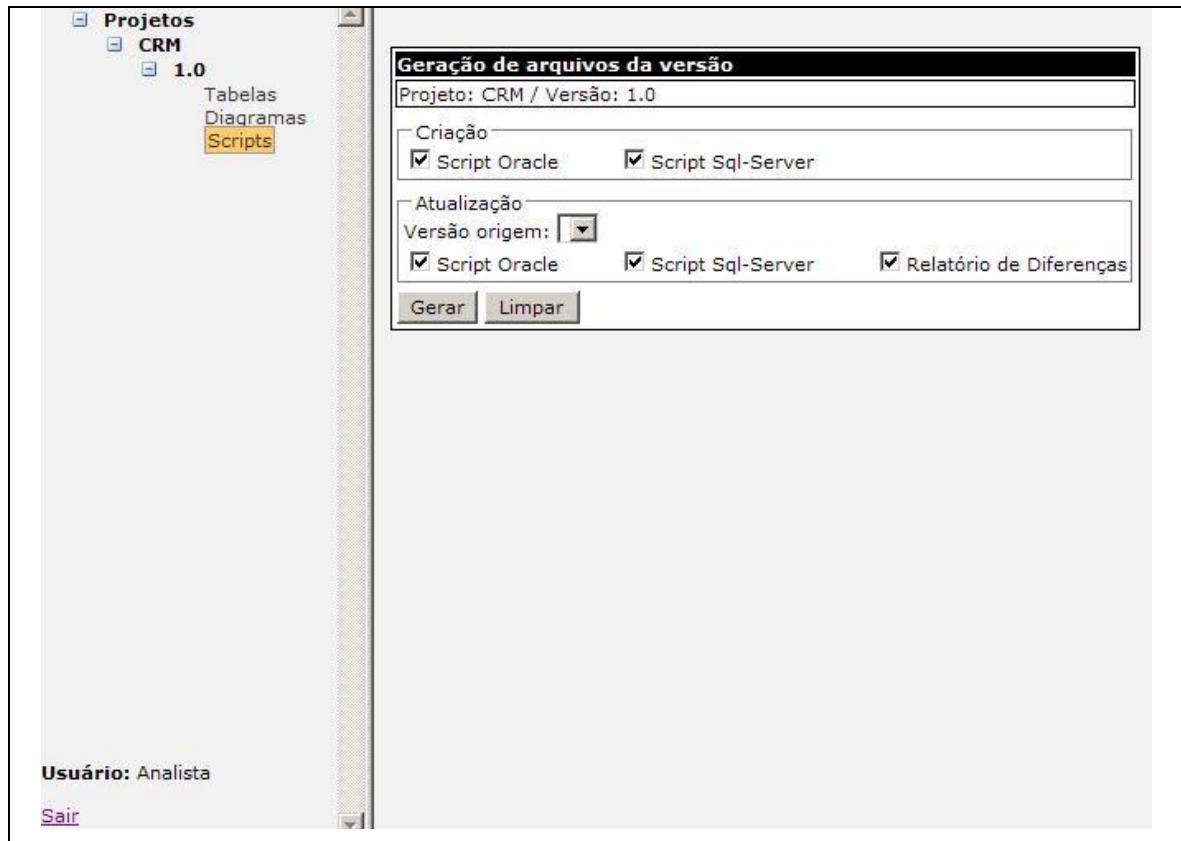 Projetos
CRM
1.0
Tabelas
Diagramas
Scripts
Usuário: Analista
Sair
Geração de arquivos da versão
Projeto: CRM / Versão: 1.0
Criação
Script Oracle Script Sql-Server
Atualização
Versão origem:
Script Oracle Script Sql-Server Relatório de Diferenças
Gerar Limpar